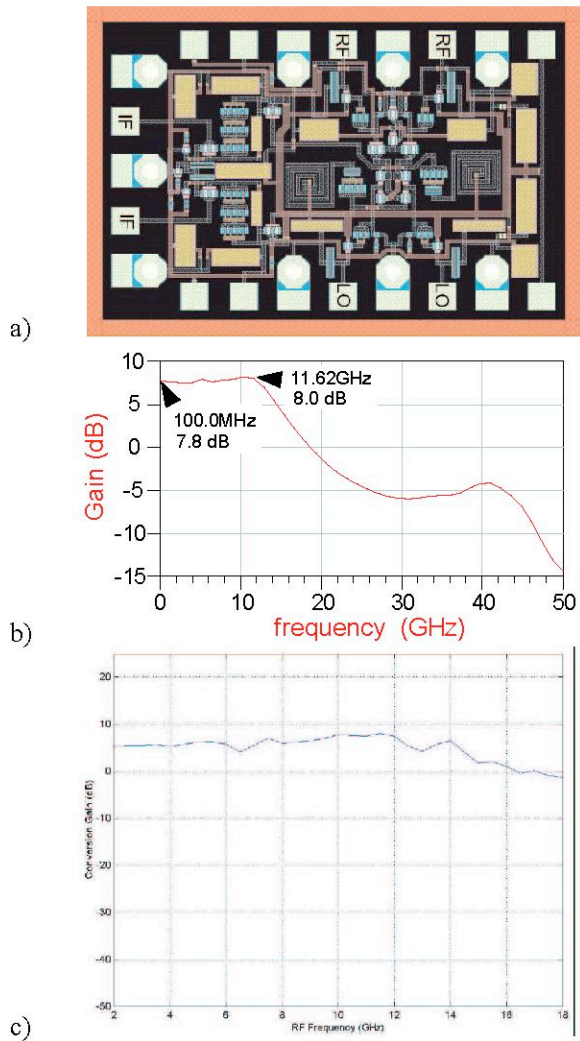 RF
RF
IF
IF
LO
LO
a)
10
5
0
-5
-10
-15
Gain (dB)
100.0MHz
7.8 dB
11.62GHz
8.0 dB
0 10 20 30 40 50
frequency (GHz)
b)
20
10
0
-10
-20
-30
-40
-50
Conversion Gain (dB)
2 4 6 8 10 12 14 16 18
RF Frequency (GHz)
c)